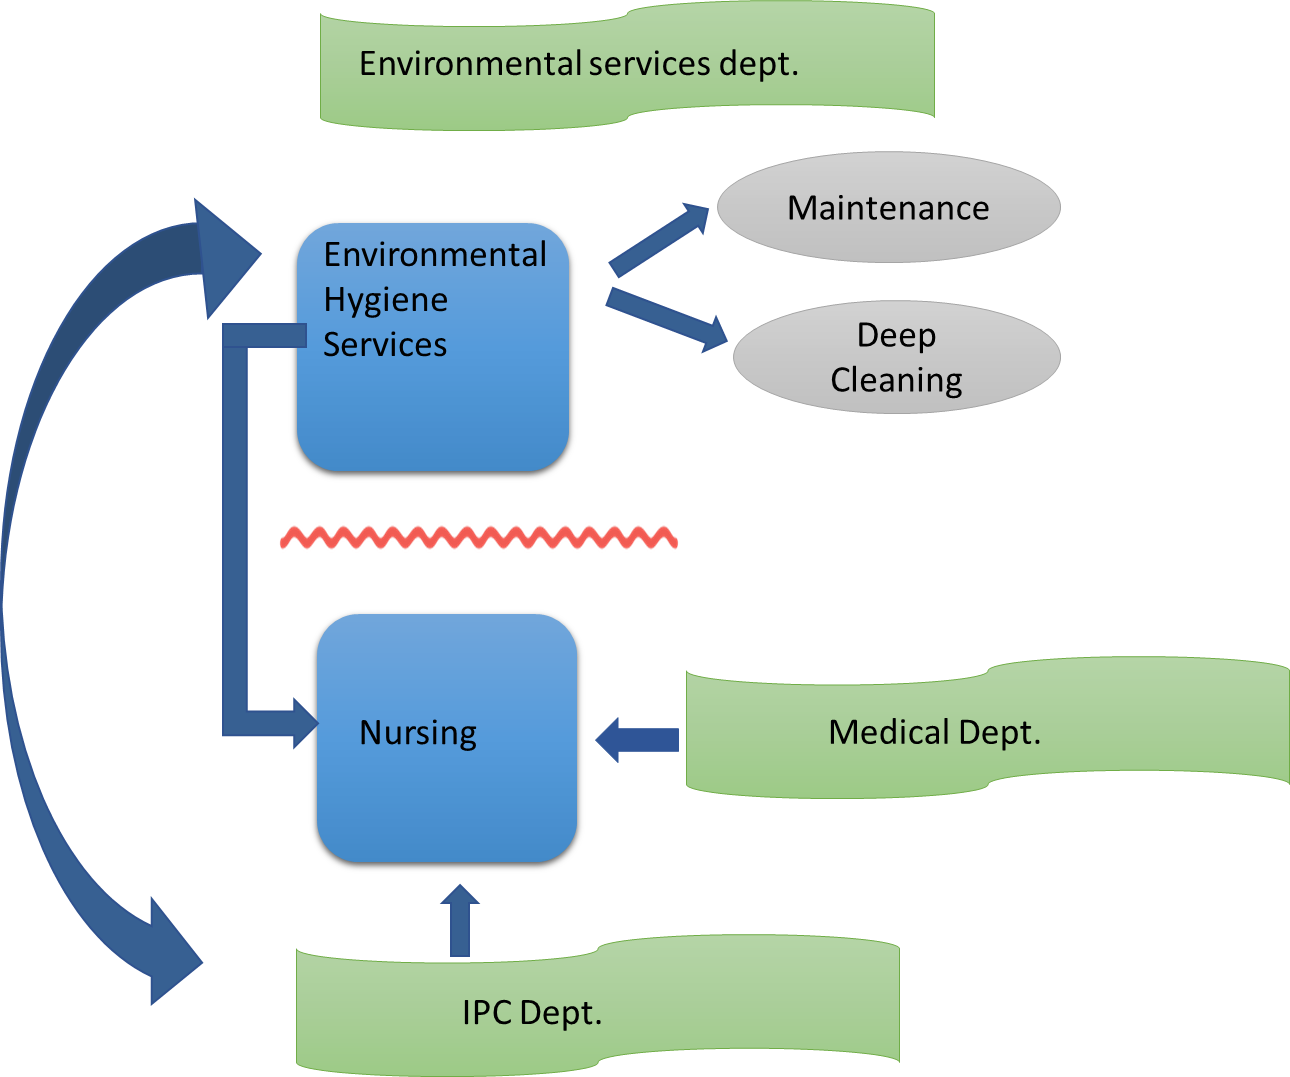 Environmental services dept.
Maintenance
Environmental
Hygiene
Services
Deep
Cleaning
Nursing
Medical Dept.
IPC Dept.